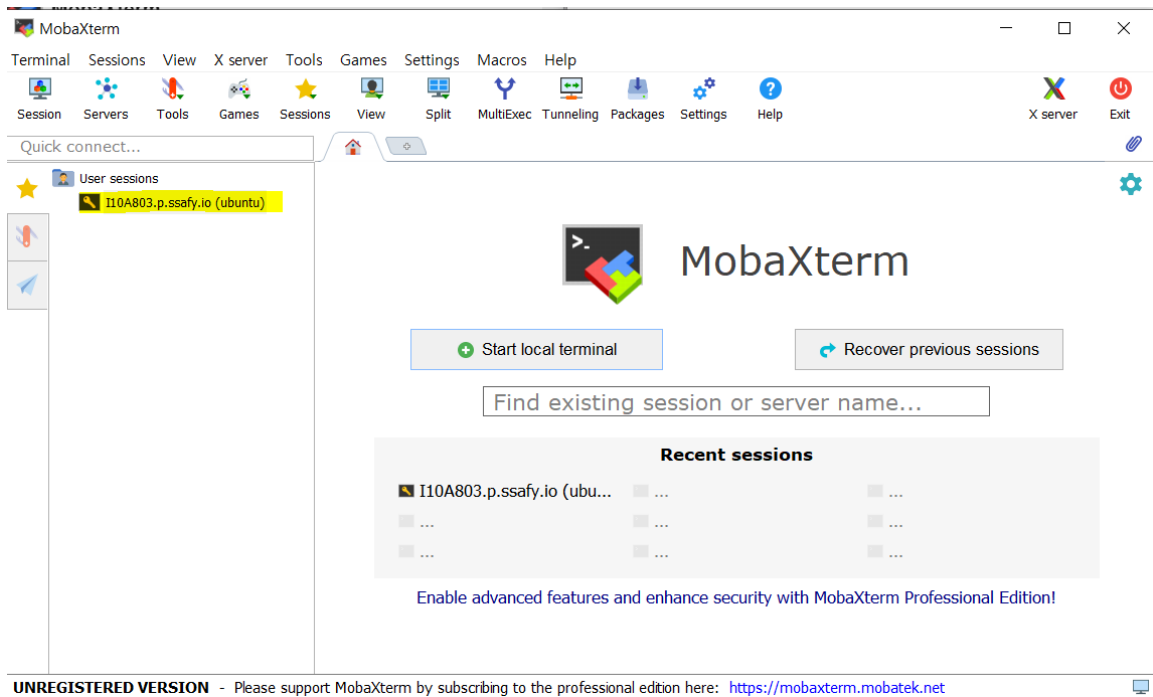 MobaXterm
Terminal Sessions View X server Tools Games Settings Macros Help
Session Servers Tools Games Sessions View Split MultiExec Tunneling Packages Settings Help X server Exit
Quick connect...
User sessions
I10A803.p.ssafy.io (ubuntu)
MobaXterm
Start local terminal Recover previous sessions
Find existing session or server name...
Recent sessions
I10A803.p.ssafy.io (ubu... ... ...
... ... ...
... ... ...
Enable advanced features and enhance security with MobaXterm Professional Edition!
UNREGISTERED VERSION - Please support MobaXterm by subscribing to the professional edition here: https://mobaxterm.mobatek.net